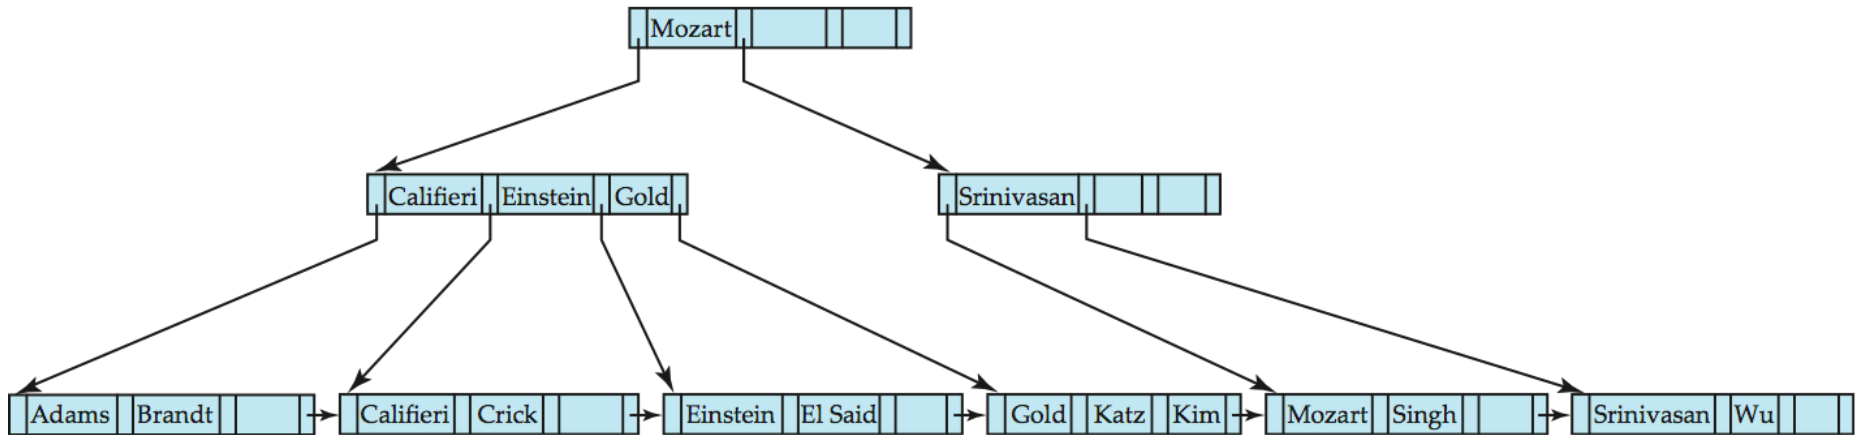 Mozart
Califieri Einstein Gold
Srinivasan
Adams Brandt
Califieri Crick
Einstein El Said
Gold Katz Kim
Mozart Singh
Srinivasan Wu